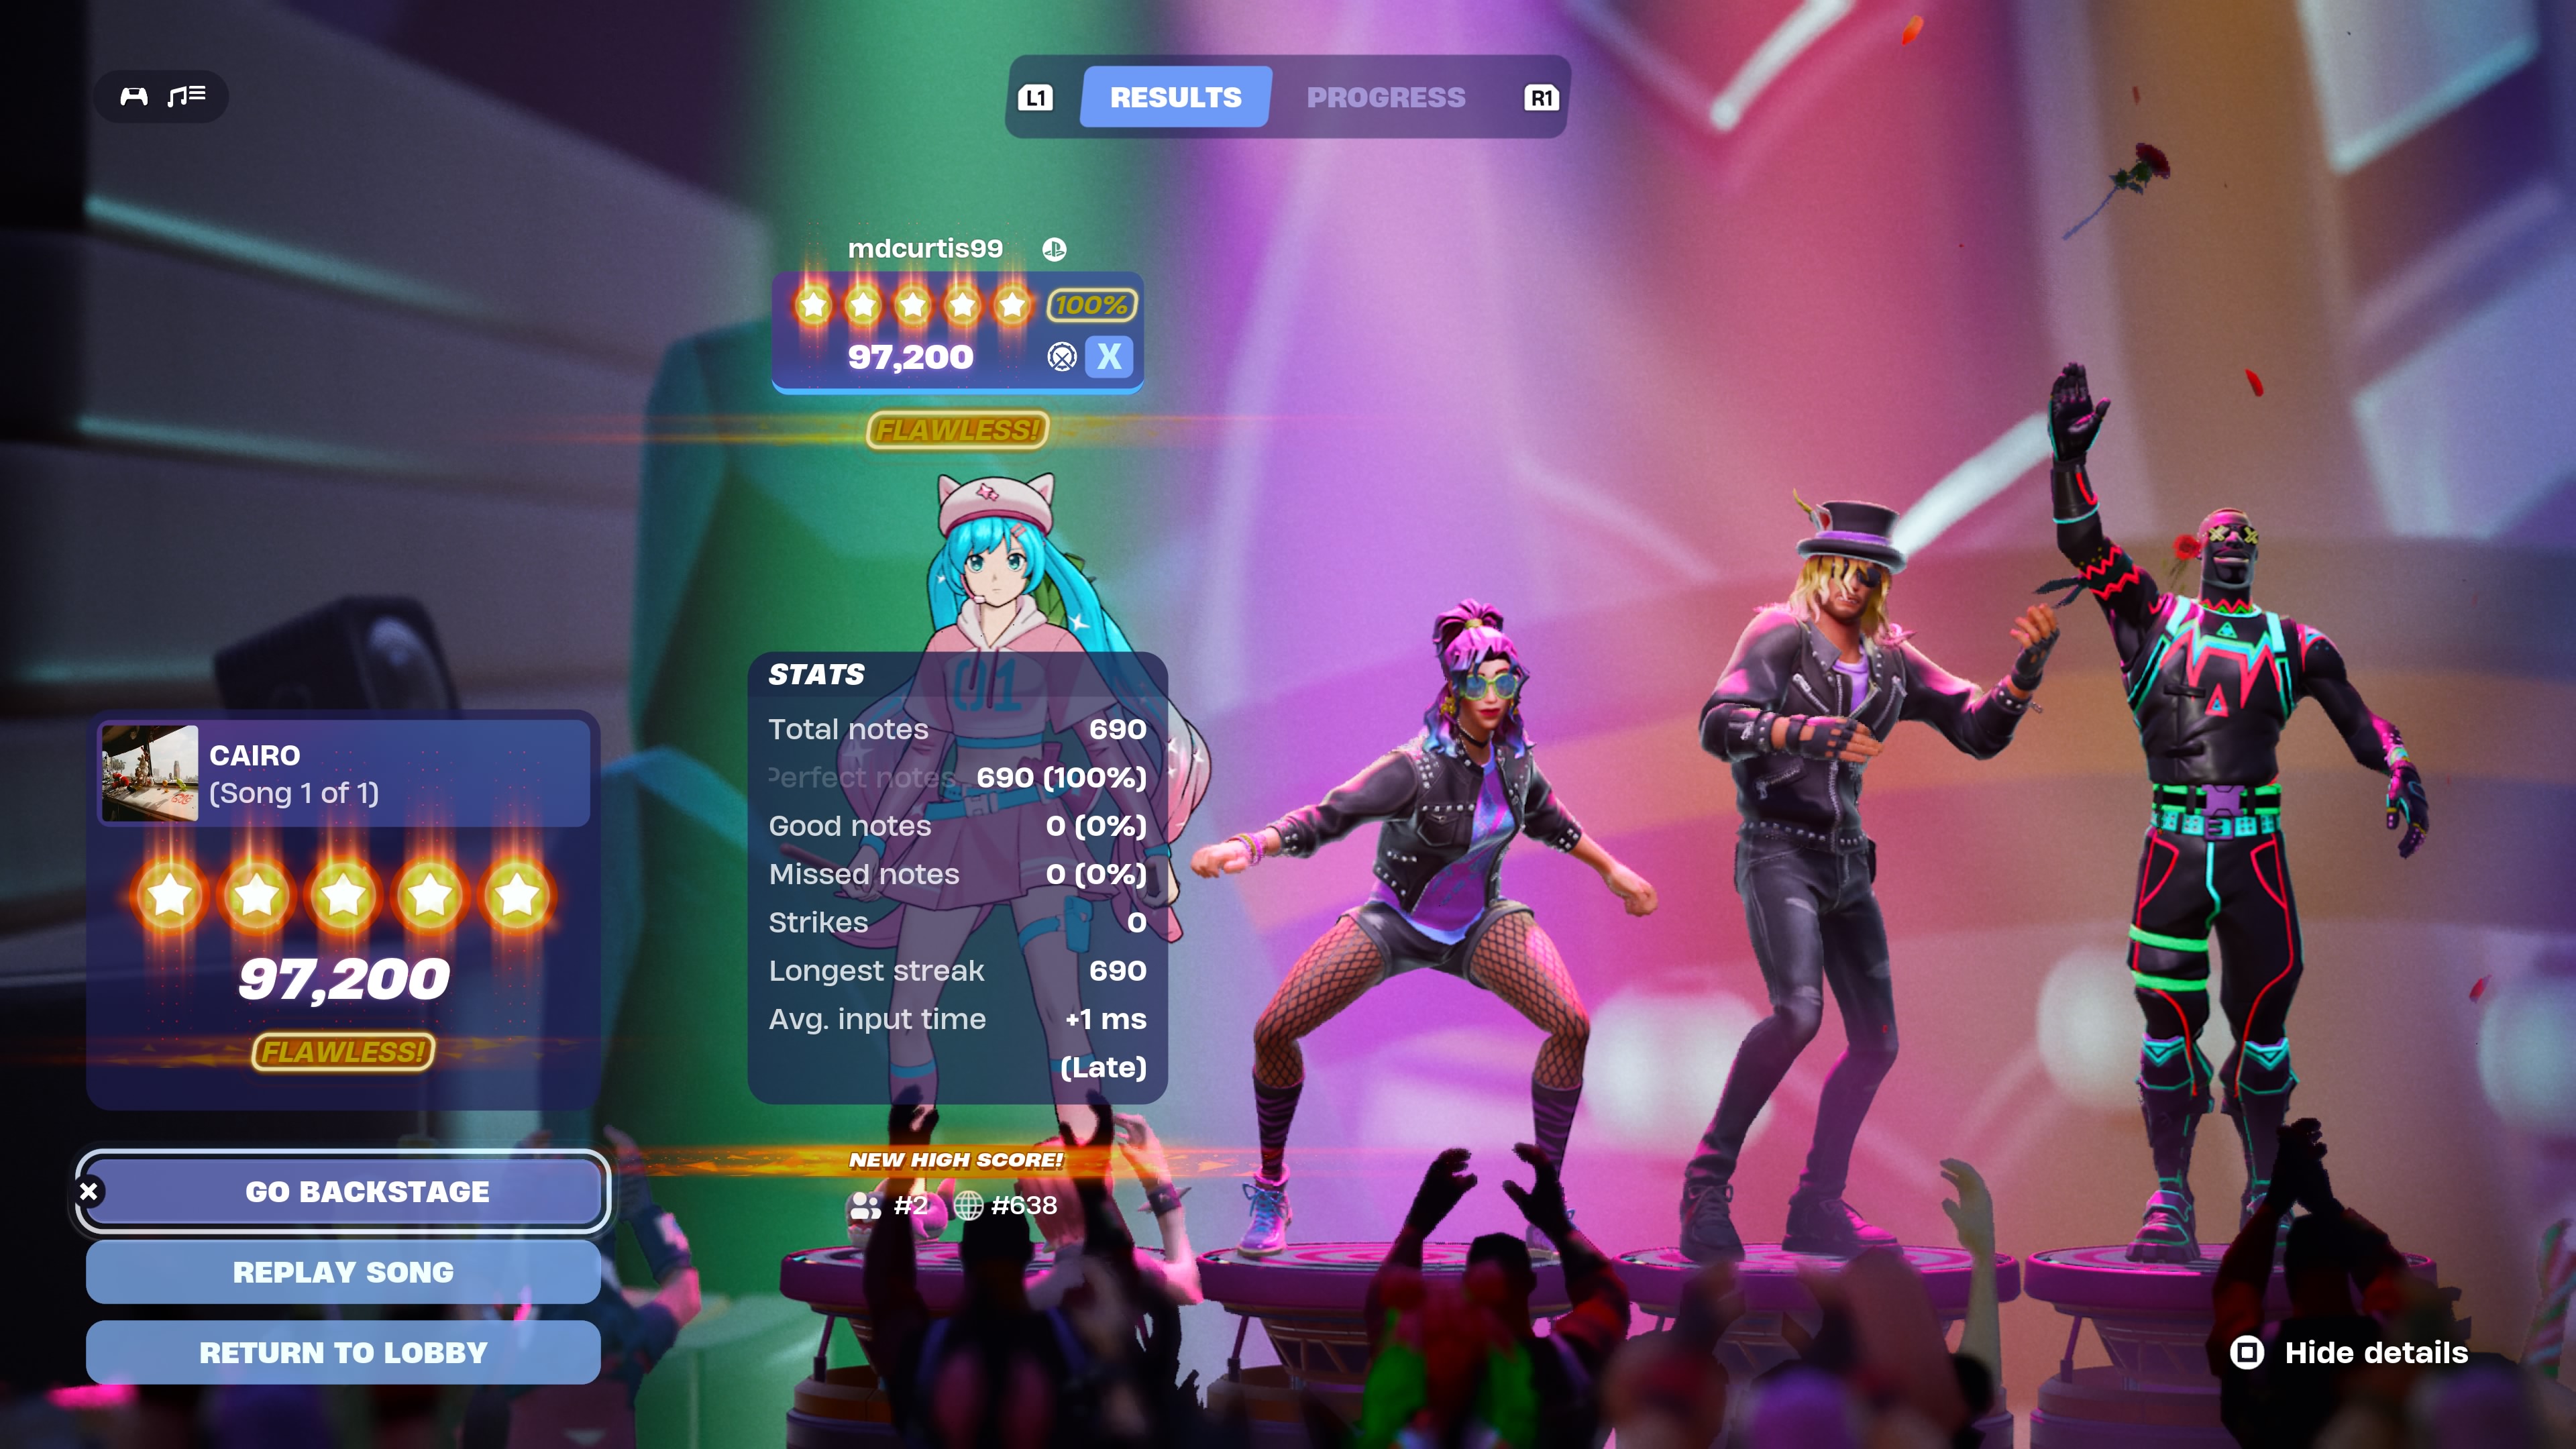 L1
RESULTS
PROGRESS
R1
mdcurtis99
100%
97,200
X
FLAWLESS!
01
STATS
Total notes 690
Perfect notes 690 (100%)
Good notes 0 (0%)
Missed notes 0 (0%)
Strikes 0
Longest streak 690
Avg. input time +1 ms
(Late)
NEW HIGH SCORE!
#2 #638
CAIRO
(Song 1 of 1)
97,200
FLAWLESS!
GO BACKSTAGE
REPLAY SONG
RETURN TO LOBBY
Hide details